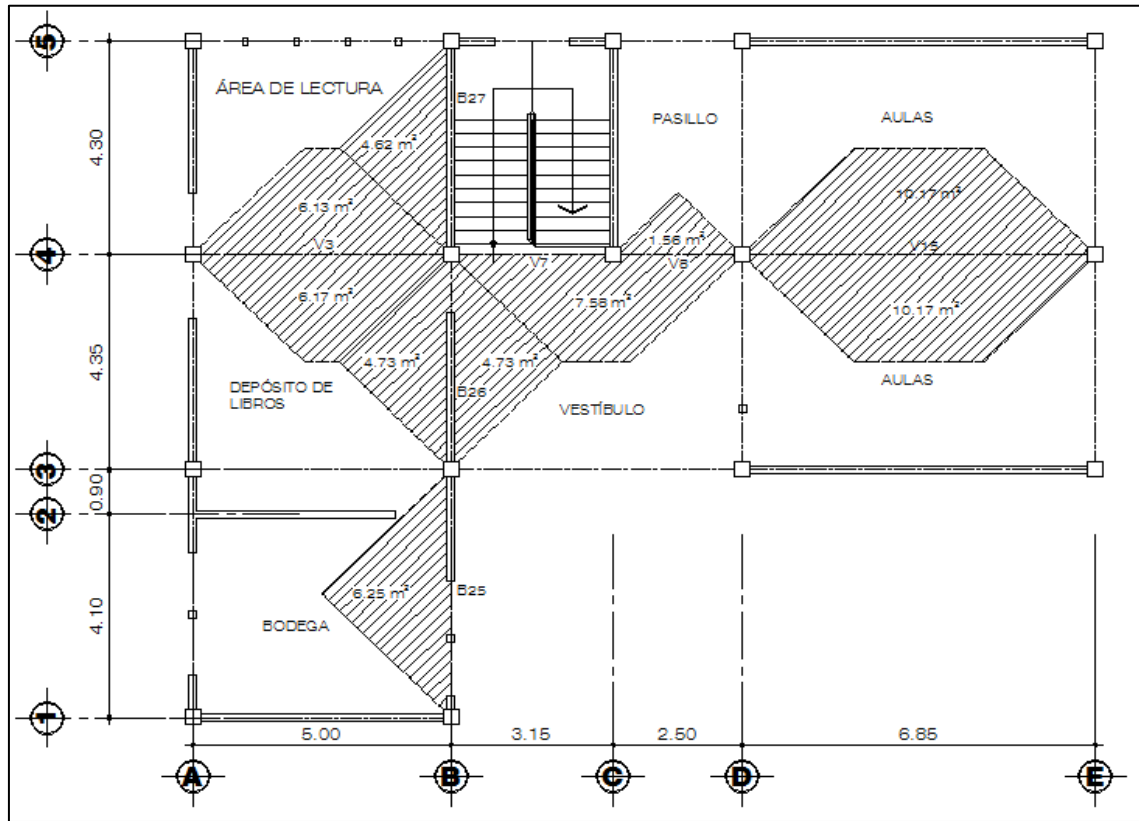 5
ÁREA DE LECTURA
B27
PASILLO
AULAS
4.62 m²
4.30
6.13 m²
10.17 m²
1.56 m²
4
V3
V7
V8
V15
6.17 m²
7.58 m²
10.17 m²
4.35
4.73 m²
4.73 m²
DEPÓSITO DE
LIBROS
B26
VESTÍBULO
AULAS
3
0.90
2
6.25 m²
B25
4.10
BODEGA
1
5.00
3.15
2.50
6.85
A
B
C
D
E